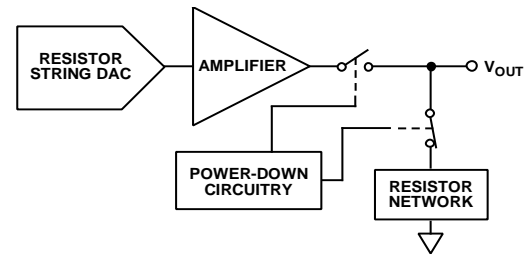 RESISTOR
STRING DAC
AMPLIFIER
VOUT
POWER-DOWN
CIRCUITRY
RESISTOR
NETWORK